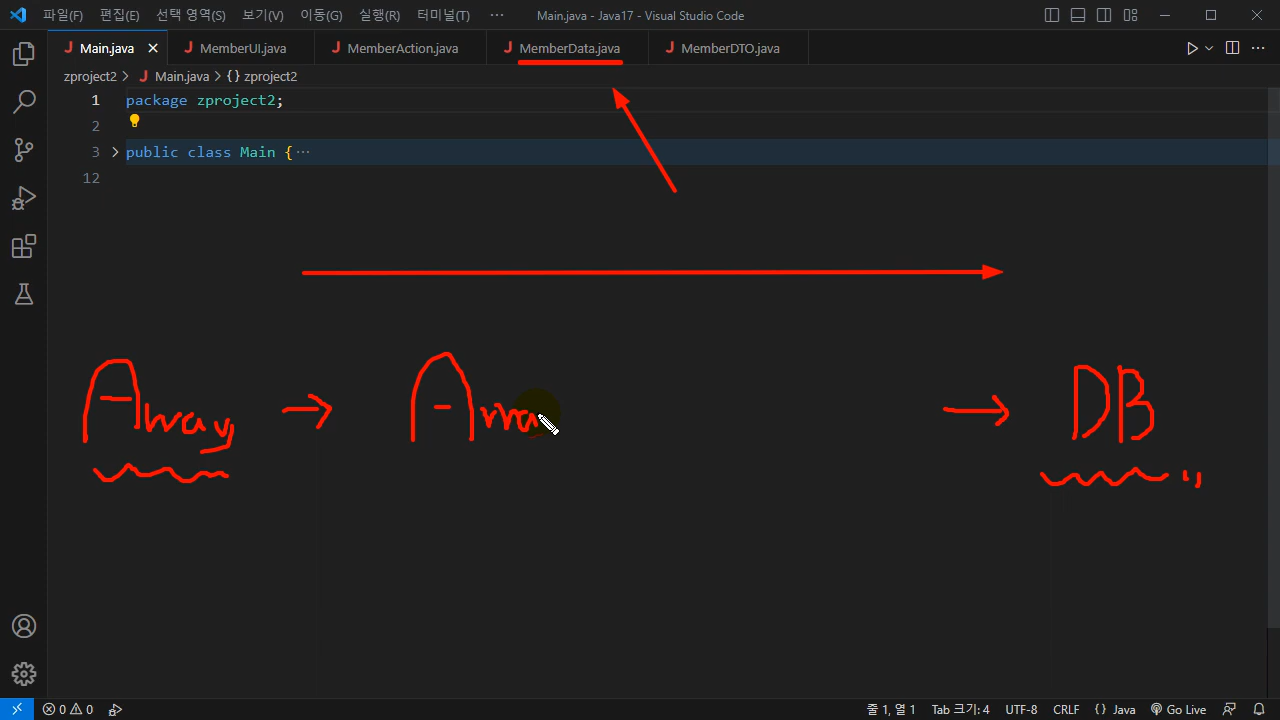 파일(F) 편집(E) 선택 영역(S) 보기(V) 이동(G) 실행(R) 터미널(T) ··· Main.java - Java17 - Visual Studio Code
J Main.java J MemberUI.java J MemberAction.java J MemberData.java J MemberDTO.java ···
zproject2 > J Main.java > {} zproject2
1 package zproject2;
2
3 > public class Main { ···
12
Array → Arra → DB
0 0 줄 1, 열 1 Tab 크기: 4 UTF-8 CRLF {} Java Go Live